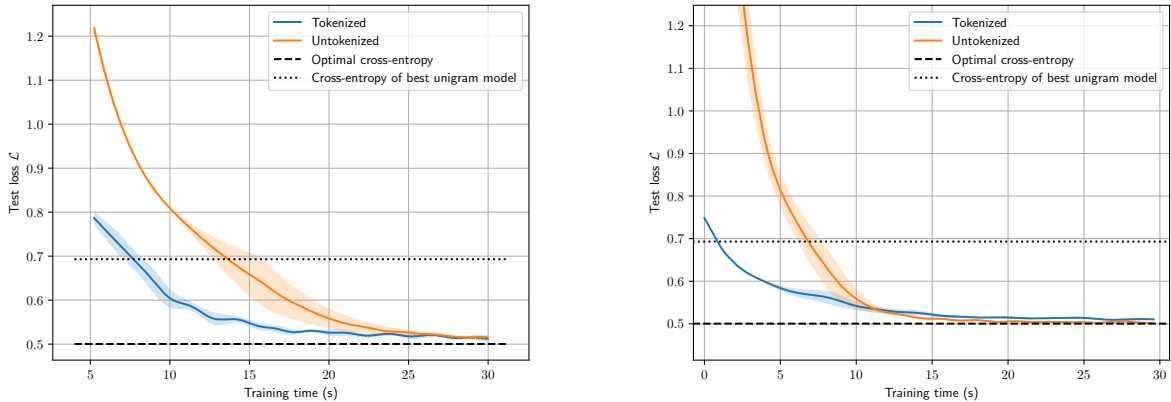 1.2
1.1
1.0
0.9
0.8
0.7
0.6
0.5
Test loss ℒ
5
10
15
20
25
30
Training time (s)
Tokenized
Untokenized
Optimal cross-entropy
Cross-entropy of best unigram model
1.2
1.1
1.0
0.9
0.8
0.7
0.6
0.5
Test loss ℒ
0
5
10
15
20
25
30
Training time (s)
Tokenized
Untokenized
Optimal cross-entropy
Cross-entropy of best unigram model